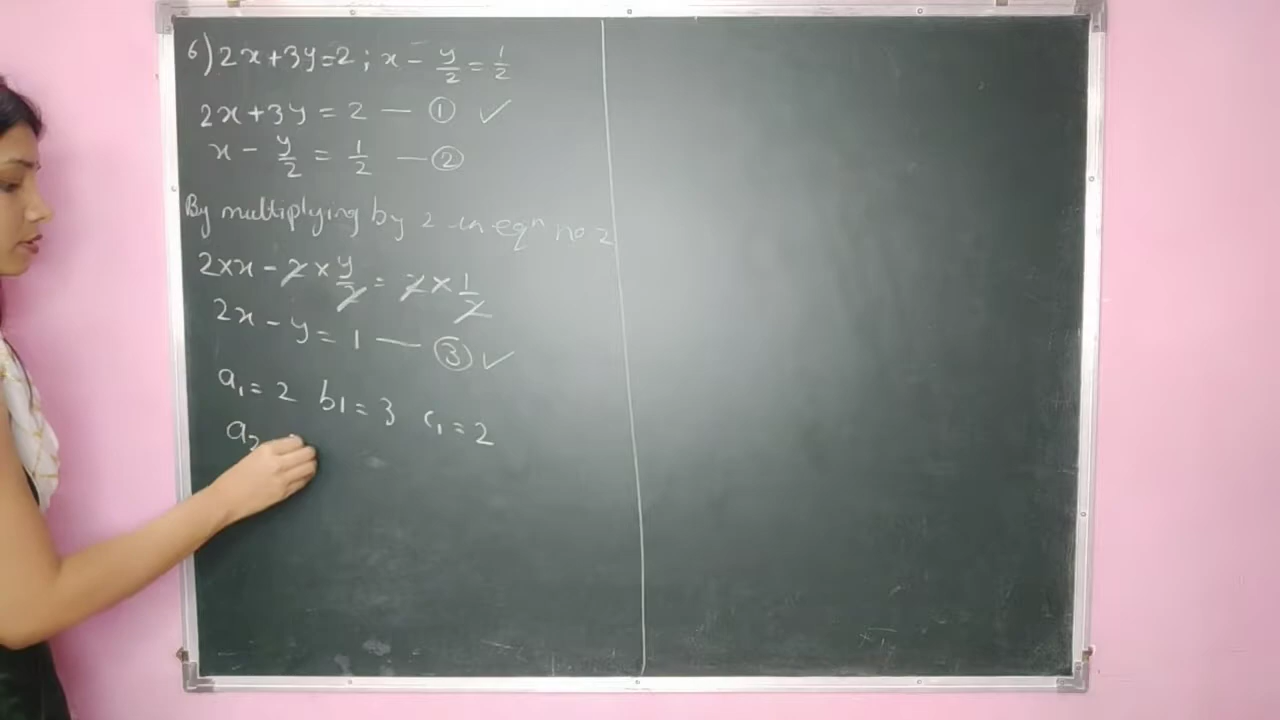 6) 2x+3y=2 ; x - y/2 = 1/2
2x+3y = 2 — ① ✓
x - y/2 = 1/2 — ②
By multiplying by 2 in eqⁿ no 2
2×x - 2×y/2 = 2×1/2
2x - y = 1 — ③ ✓
a₁ = 2 b₁ = 3 c₁ = 2
a₂